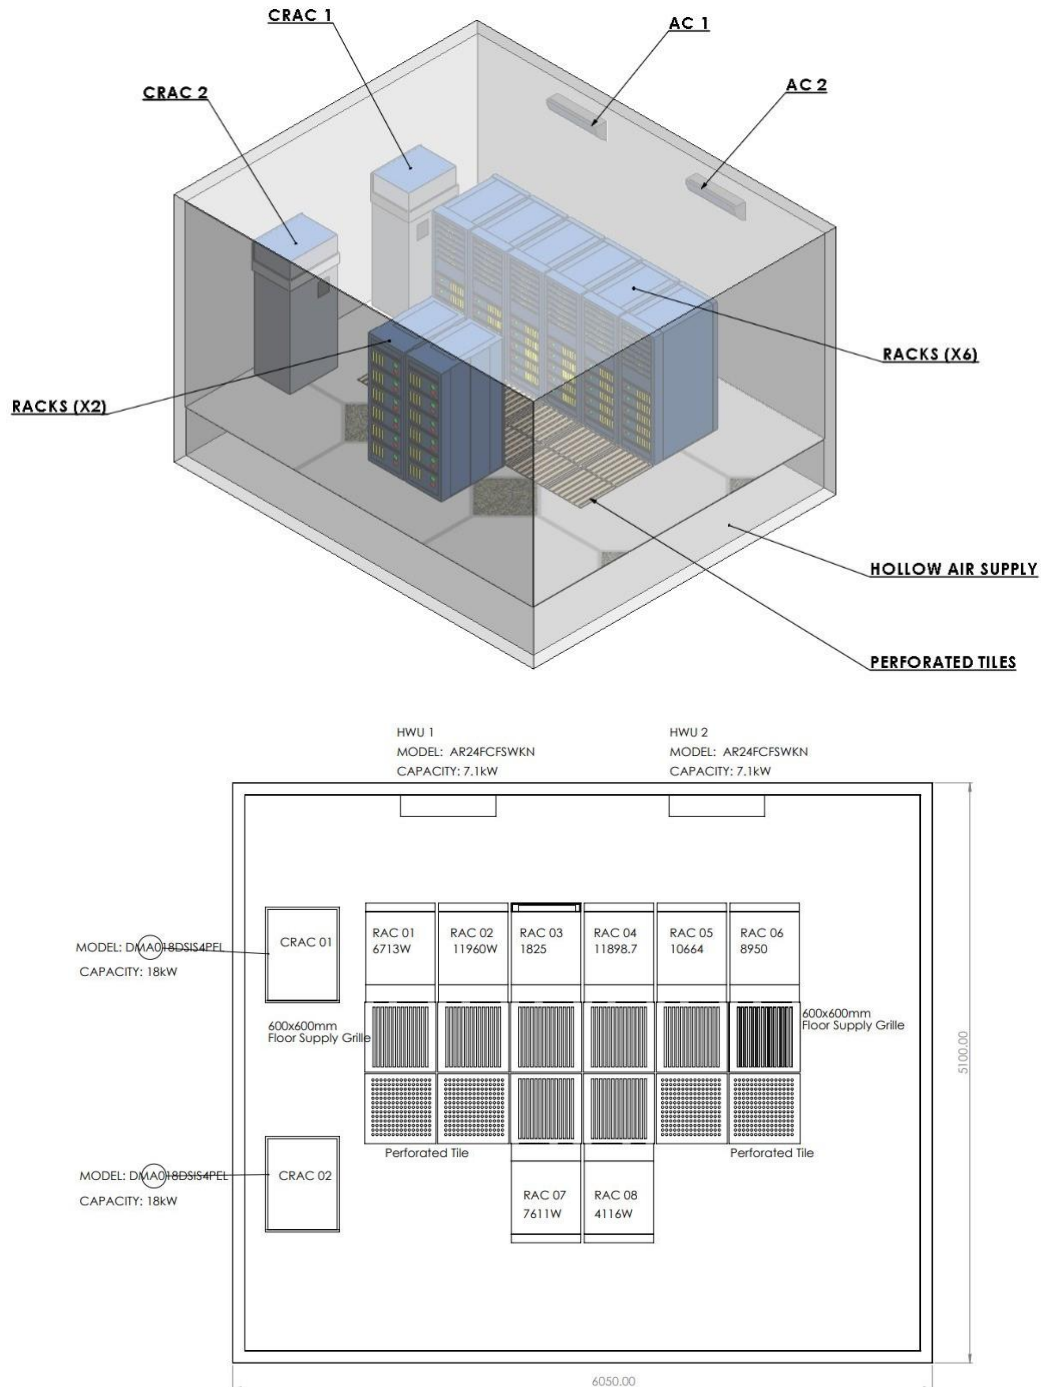 CRAC 1
AC 1
CRAC 2
AC 2
RACKS (X6)
RACKS (X2)
HOLLOW AIR SUPPLY
PERFORATED TILES
HWU 1
MODEL: AR24FCFSWKN
CAPACITY: 7.1kW
HWU 2
MODEL: AR24FCFSWKN
CAPACITY: 7.1kW
CRAC 01
MODEL: DMA018DSIS4PEL
CAPACITY: 18kW
RAC 01
6713W
RAC 02
11960W
RAC 03
1825
RAC 04
11898.7
RAC 05
10664
RAC 06
8950
600x600mm
Floor Supply Grille
600x600mm
Floor Supply Grille
5100.00
Perforated Tile
Perforated Tile
CRAC 02
MODEL: DMA018DSIS4PEL
CAPACITY: 18kW
RAC 07
7611W
RAC 08
4116W
6050.00